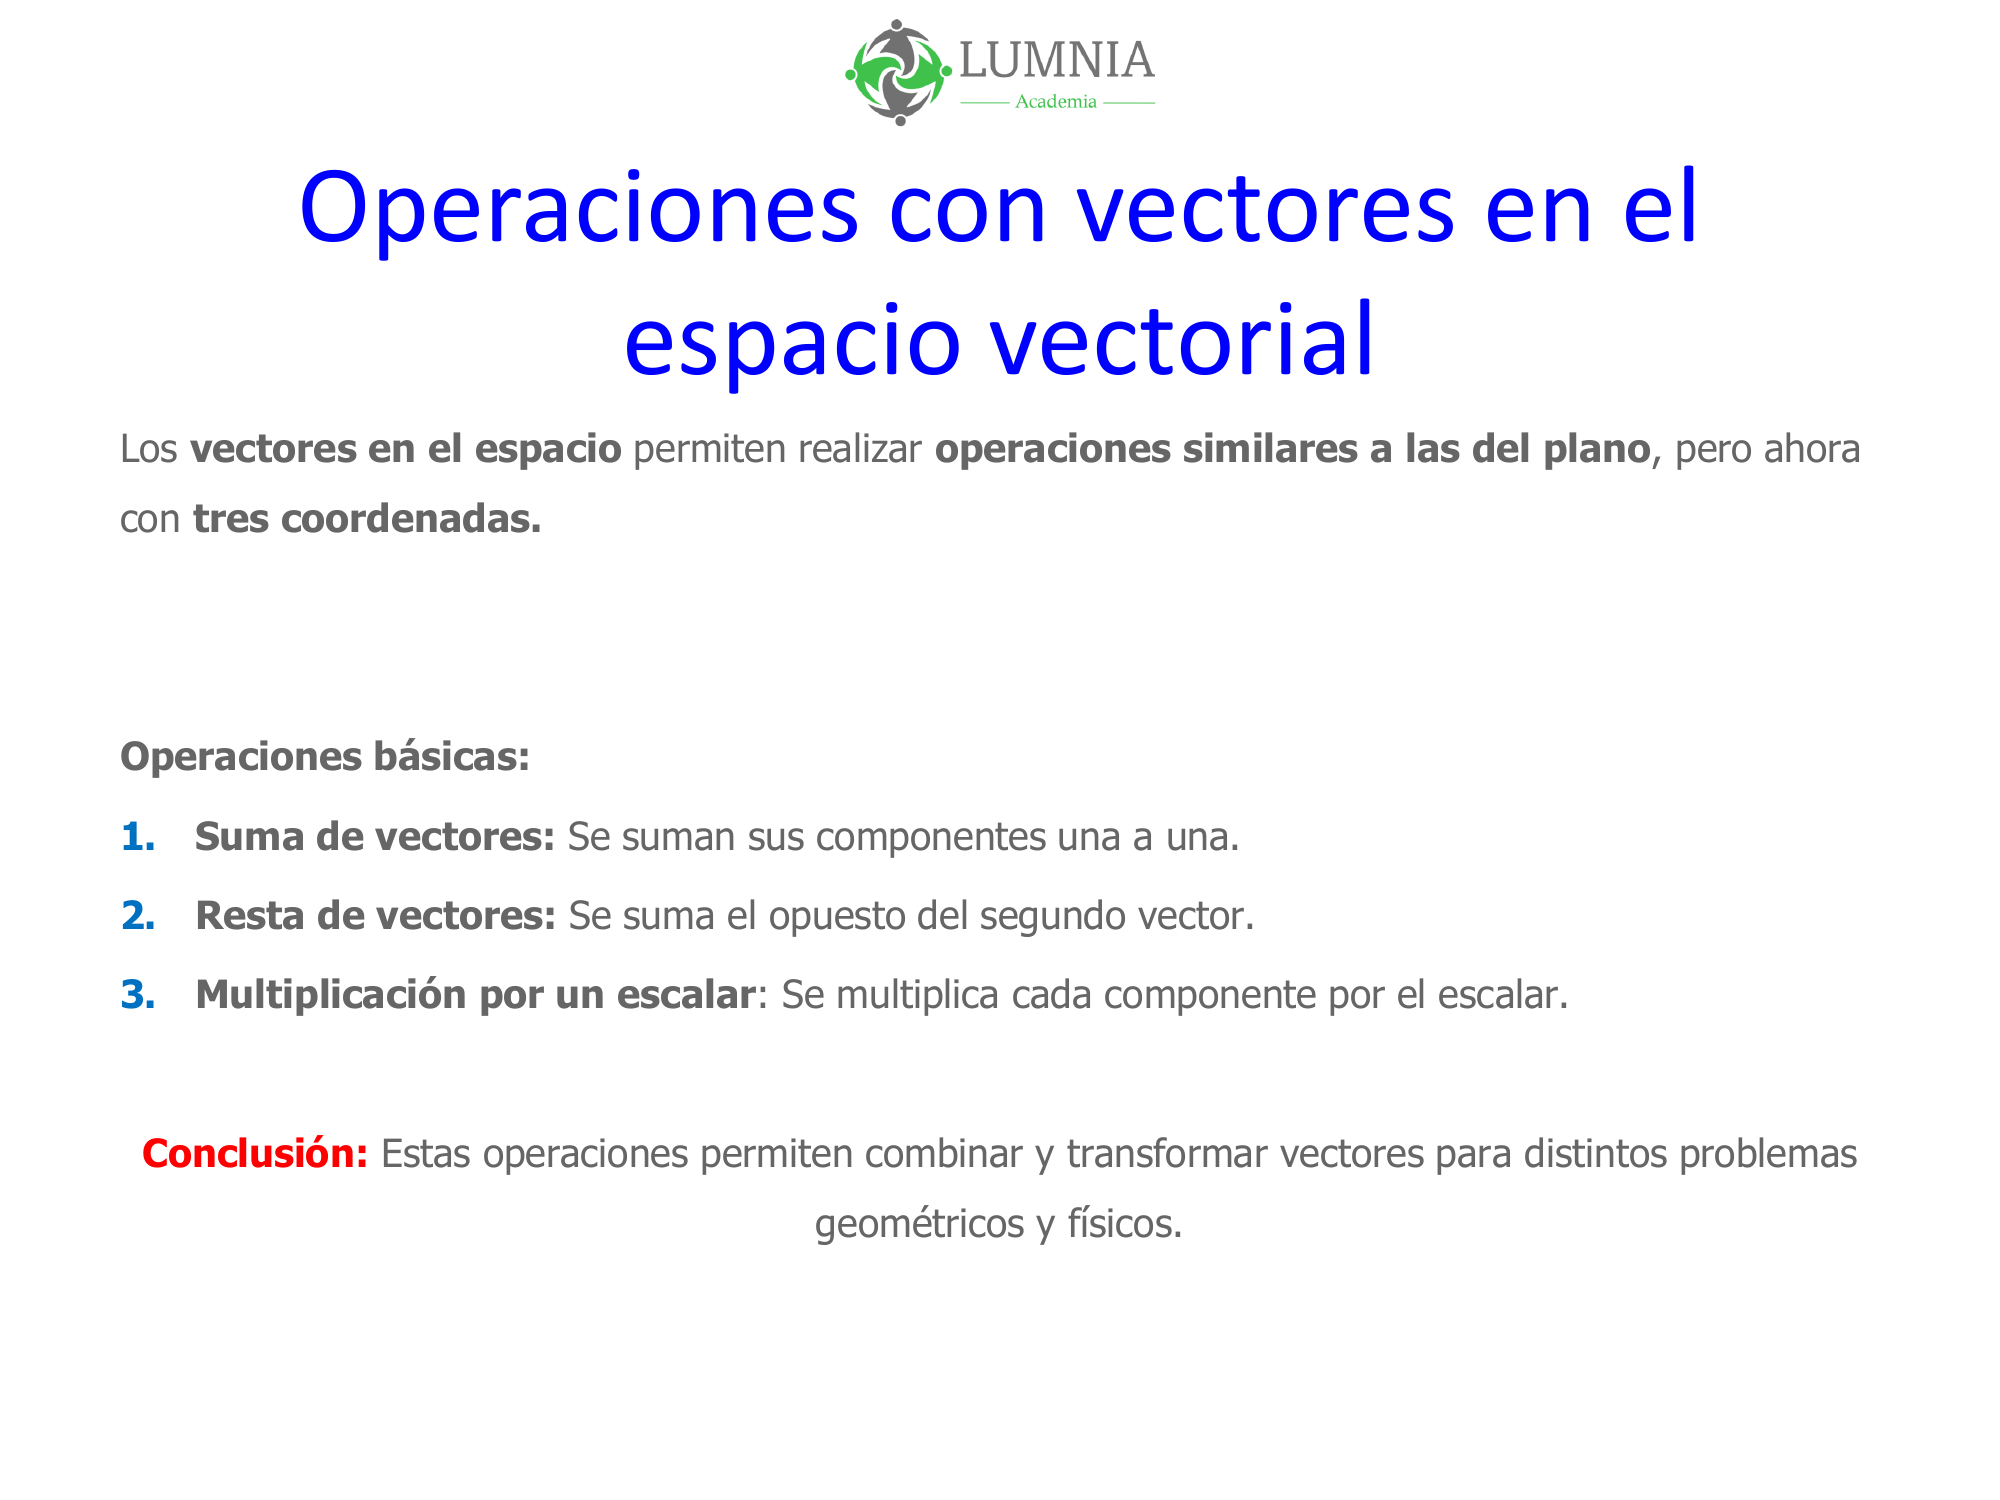 LUMNIA
Academia
Operaciones con vectores en el
espacio vectorial
Los vectores en el espacio permiten realizar operaciones similares a las del plano, pero ahora
con tres coordenadas.
Operaciones básicas:
1. Suma de vectores: Se suman sus componentes una a una.
2. Resta de vectores: Se suma el opuesto del segundo vector.
3. Multiplicación por un escalar: Se multiplica cada componente por el escalar.
Conclusión: Estas operaciones permiten combinar y transformar vectores para distintos problemas
geométricos y físicos.